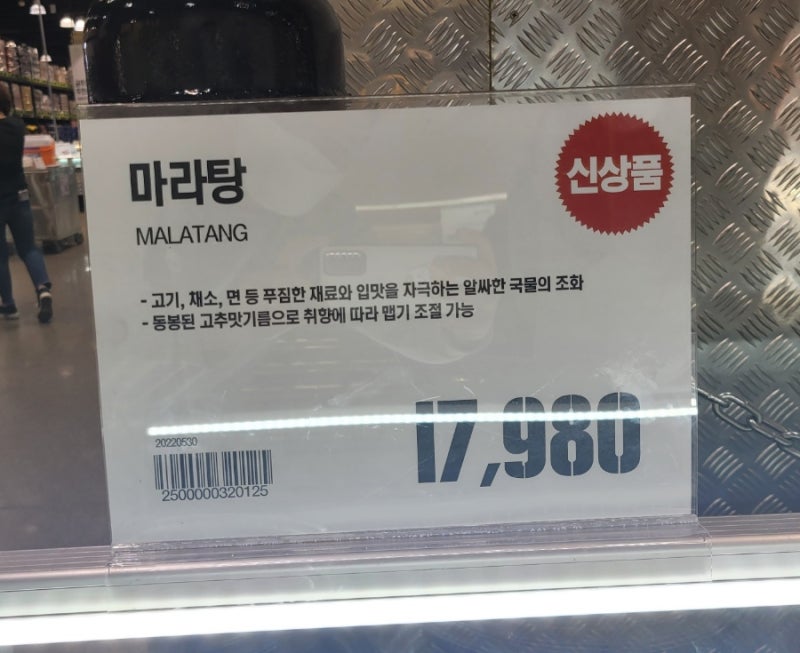 마라탕
신상품
MALATANG
- 고기, 채소, 면 등 푸짐한 재료와 입맛을 자극하는 알싸한 국물의 조화
- 동봉된 고추맛기름으로 취향에 따라 맵기 조절 가능
17,980
20220530
2500000320125